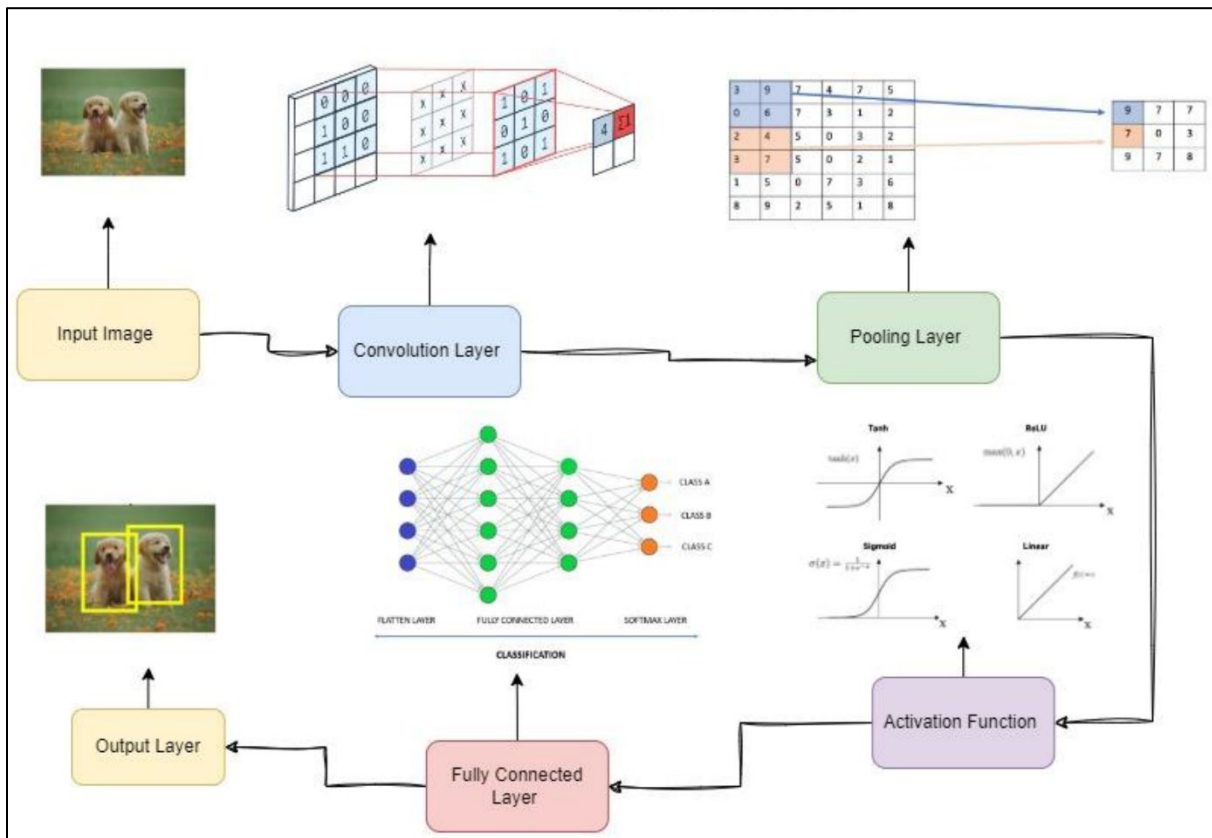 0 0 0
1 0 0
1 1 0
x x x
x x x
x x x
1 0 1
0 1 0
1 0 1
4 Σ1
3 9 7 4 7 5
0 6 7 3 1 2
2 4 5 0 3 2
3 7 5 0 2 1
1 5 0 7 3 6
8 9 2 5 1 8
9 7 7
7 0 3
9 7 8
Input Image
Convolution Layer
Pooling Layer
CLASS A
CLASS B
CLASS C
FLATTEN LAYER
FULLY CONNECTED LAYER
SOFTMAX LAYER
CLASSIFICATION
Tanh
tanh(x)
X
ReLU
max(0, x)
X
Sigmoid
σ(x) = 1/(1+e^-x)
X
Linear
X
Output Layer
Fully Connected
Layer
Activation Function